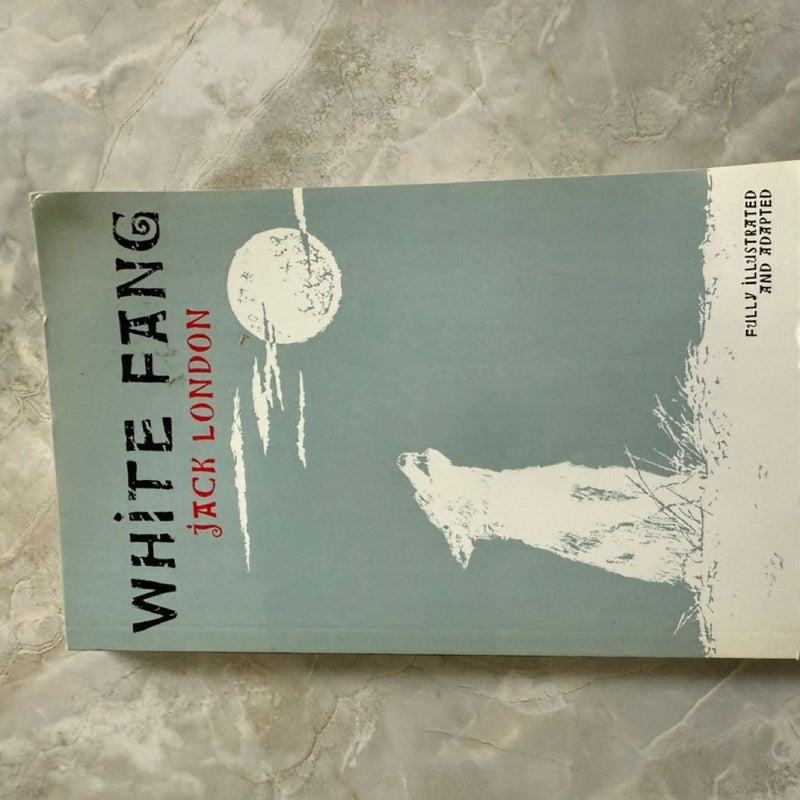 WHITE FANG
JACK LONDON
FULLY ILLUSTRATED
AND ADAPTED